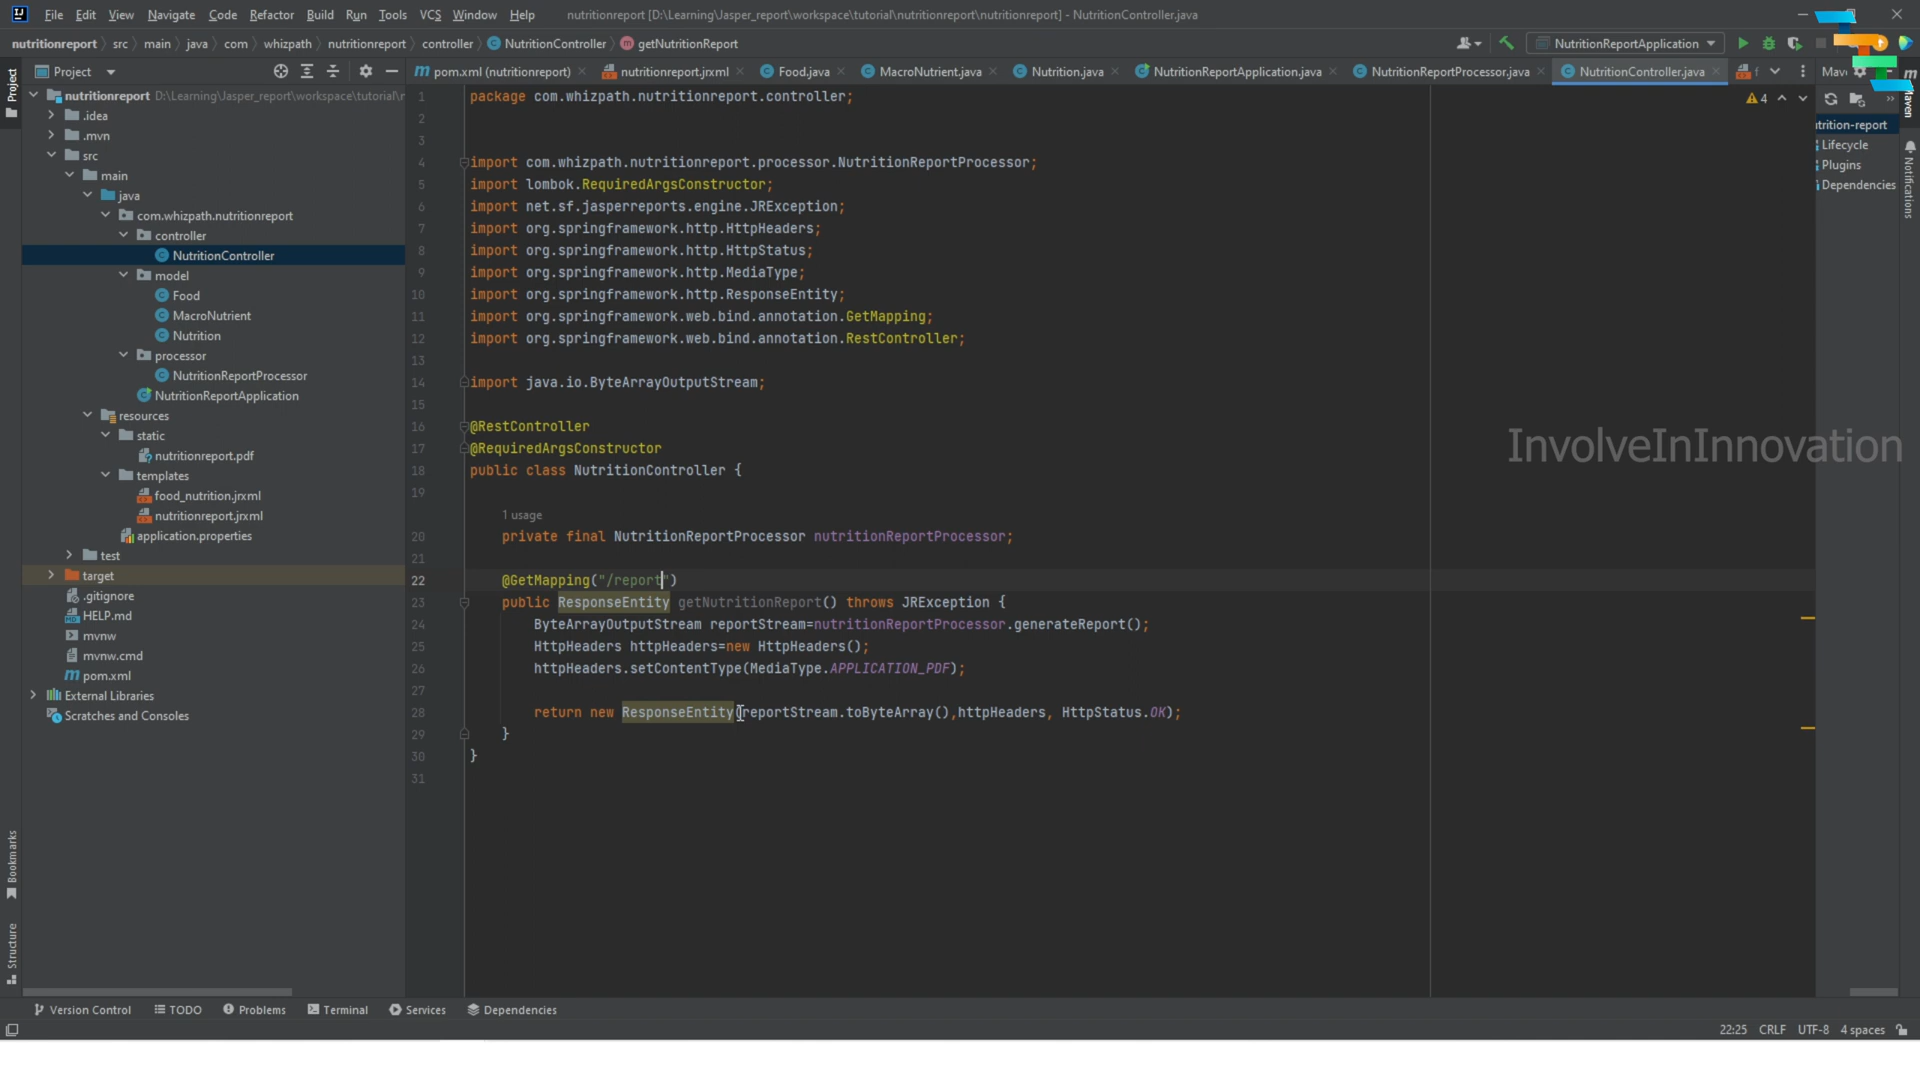 File Edit View Navigate Code Refactor Build Run Tools VCS Window Help nutritionreport [D:\Learning\Jasper_report\workspace\tutorial\nutritionreport\nutritionreport] - NutritionController.java
nutritionreport src main java com whizpath nutritionreport controller NutritionController getNutritionReport NutritionReportApplication
Project
Project
pom.xml (nutritionreport) nutritionreport.jrxml Food.java MacroNutrient.java Nutrition.java NutritionReportApplication.java NutritionReportProcessor.java NutritionController.java
nutritionreport D:\Learning\Jasper_report\workspace\tutorial\r
.idea
.mvn
src
main
java
com.whizpath.nutritionreport
controller
NutritionController
model
Food
MacroNutrient
Nutrition
processor
NutritionReportProcessor
NutritionReportApplication
resources
static
nutritionreport.pdf
templates
food_nutrition.jrxml
nutritionreport.jrxml
application.properties
test
target
.gitignore
HELP.md
mvnw
mvnw.cmd
pom.xml
External Libraries
Scratches and Consoles
1 package com.whizpath.nutritionreport.controller;
2
3
4 import com.whizpath.nutritionreport.processor.NutritionReportProcessor;
5 import lombok.RequiredArgsConstructor;
6 import net.sf.jasperreports.engine.JRException;
7 import org.springframework.http.HttpHeaders;
8 import org.springframework.http.HttpStatus;
9 import org.springframework.http.MediaType;
10 import org.springframework.http.ResponseEntity;
11 import org.springframework.web.bind.annotation.GetMapping;
12 import org.springframework.web.bind.annotation.RestController;
13
14 import java.io.ByteArrayOutputStream;
15
16 @RestController
17 @RequiredArgsConstructor
18 public class NutritionController {
19
1 usage
20 private final NutritionReportProcessor nutritionReportProcessor;
21
22 @GetMapping("/report")
23 public ResponseEntity getNutritionReport() throws JRException {
24 ByteArrayOutputStream reportStream=nutritionReportProcessor.generateReport();
25 HttpHeaders httpHeaders=new HttpHeaders();
26 httpHeaders.setContentType(MediaType.APPLICATION_PDF);
27
28 return new ResponseEntity(reportStream.toByteArray(),httpHeaders, HttpStatus.OK);
29 }
30 }
31
4
InvolveInInnovation
Mav
Maven
trition-report
Lifecycle
Plugins
Dependencies
Notifications
Bookmarks
Structure
Version Control TODO Problems Terminal Services Dependencies
22:25 CRLF UTF-8 4 spaces